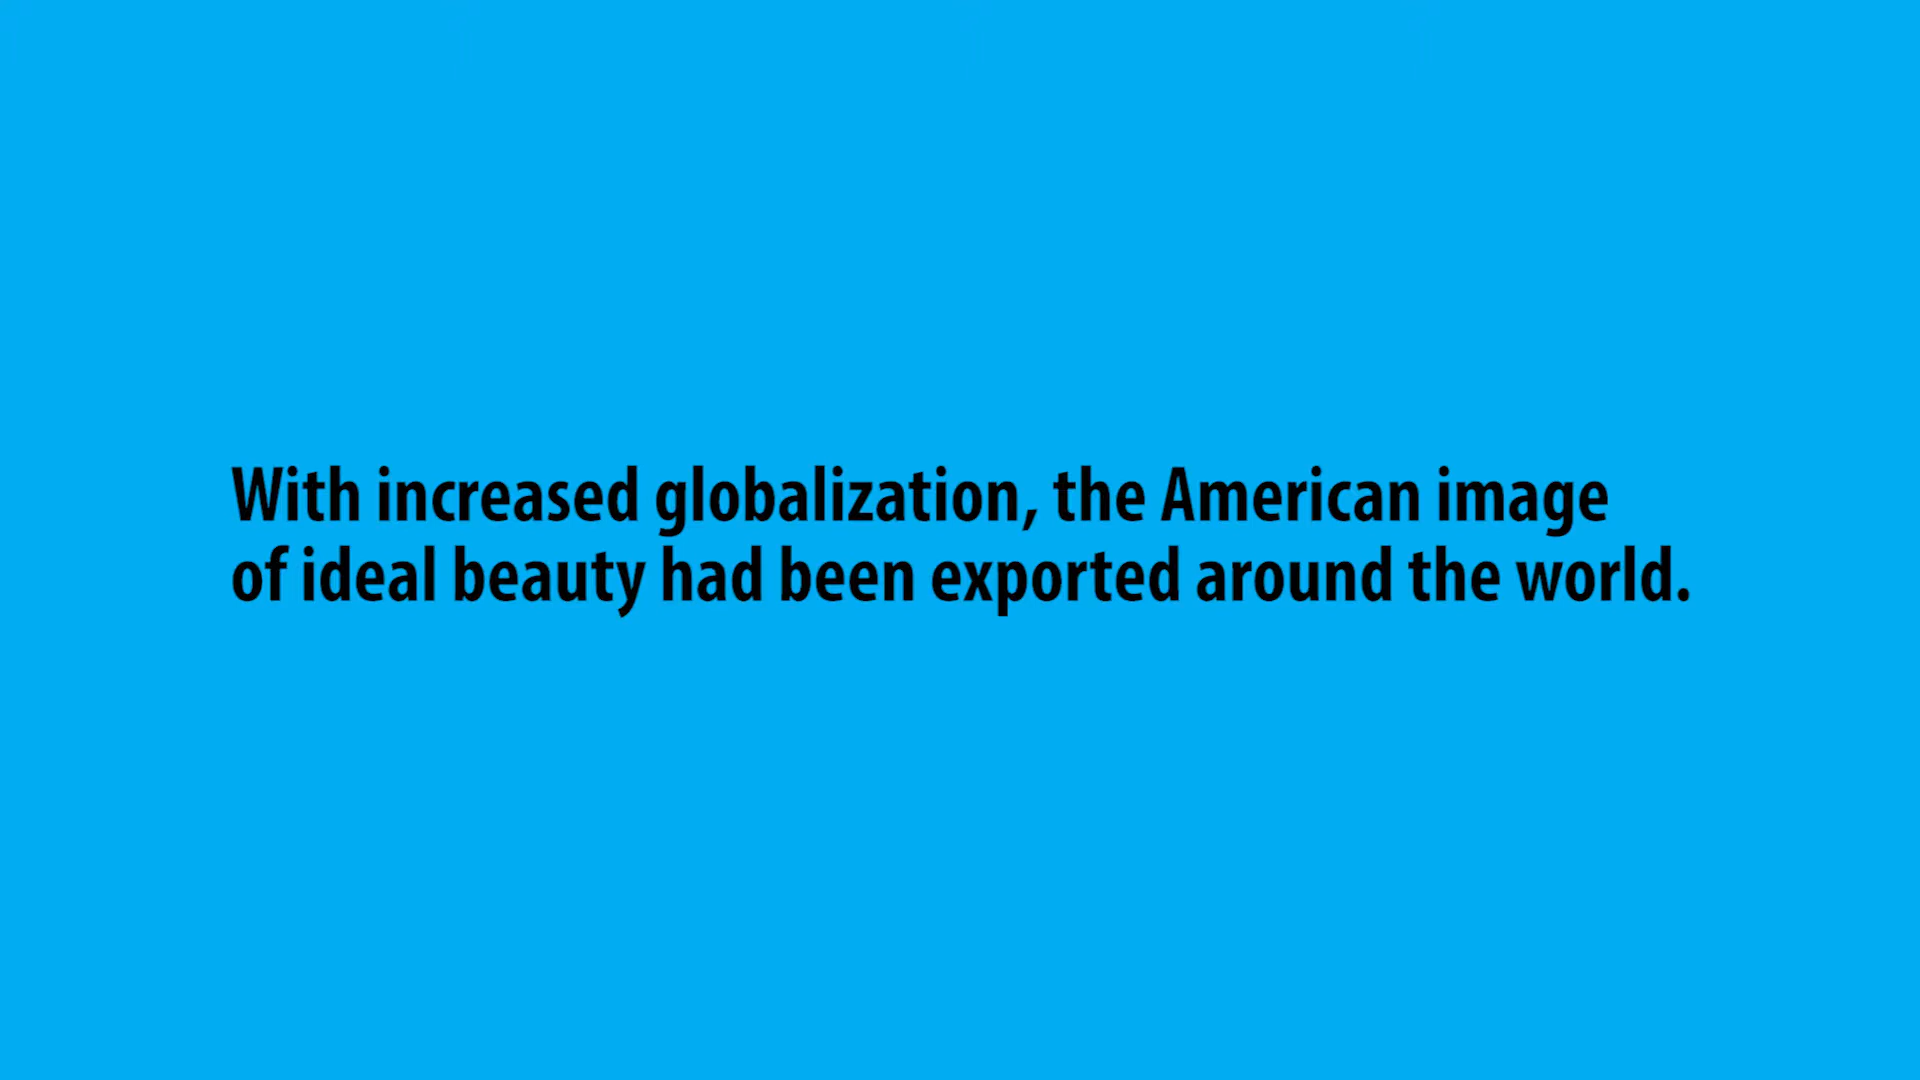 With increased globalization, the American image
of ideal beauty had been exported around the world.